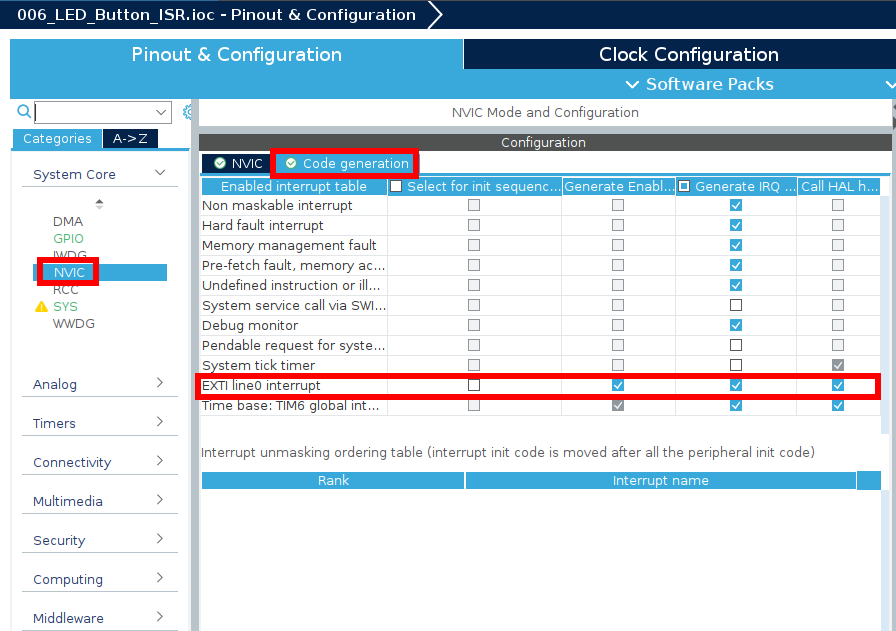 006_LED_Button_ISR.ioc - Pinout & Configuration
Pinout & Configuration
Clock Configuration
Software Packs
NVIC Mode and Configuration
Categories
A->Z
Configuration
System Core
DMA
GPIO
IWDG
NVIC
RCC
SYS
WWDG
Analog
Timers
Connectivity
Multimedia
Security
Computing
Middleware
NVIC
Code generation
Enabled interrupt table Select for init sequenc... Generate Enabl... Generate IRQ ... Call HAL h...
Non maskable interrupt
Hard fault interrupt
Memory management fault
Pre-fetch fault, memory ac...
Undefined instruction or ill...
System service call via SWI...
Debug monitor
Pendable request for syste...
System tick timer
EXTI line0 interrupt
Time base: TIM6 global int...
Interrupt unmasking ordering table (interrupt init code is moved after all the peripheral init code)
Rank Interrupt name